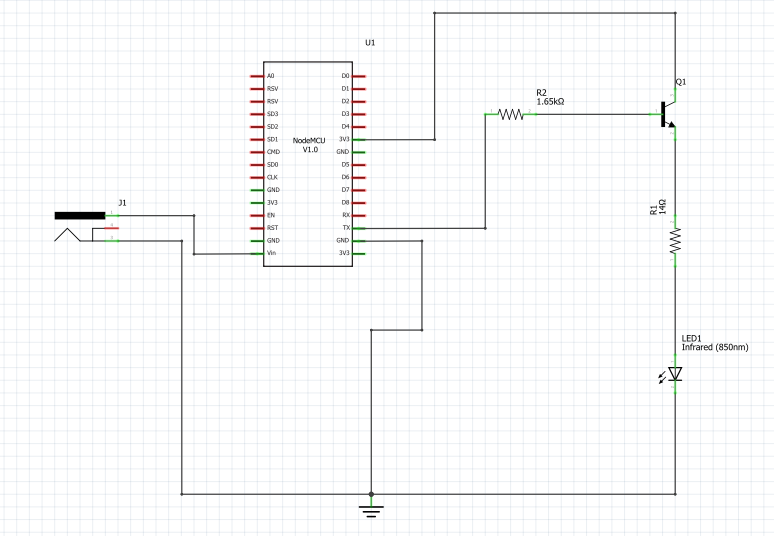 U1
A0
RSV
RSV
SD3
SD2
SD1
CMD
SD0
CLK
GND
3V3
EN
RST
GND
Vin
NodeMCU
V1.0
D0
D1
D2
D3
D4
3V3
GND
D5
D6
D7
D8
RX
TX
GND
3V3
J1
R2
1.65kΩ
Q1
R1
14Ω
LED1
Infrared (850nm)